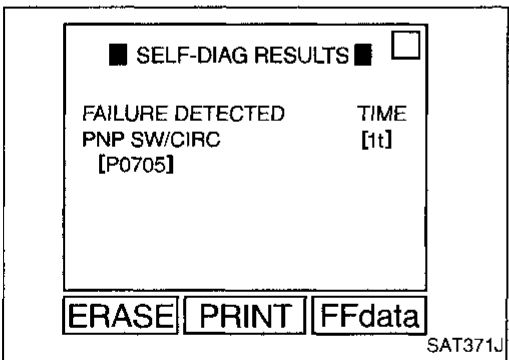 SELF-DIAG RESULTS
FAILURE DETECTED TIME
PNP SW/CIRC [1t]
[P0705]
ERASE PRINT FFdata
SAT371J